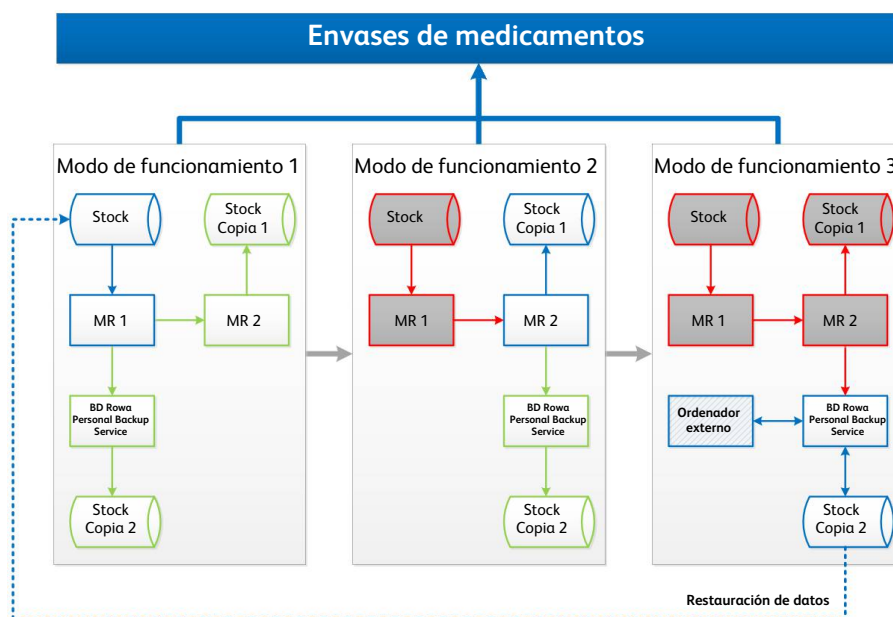 Envases de medicamentos
Modo de funcionamiento 1
Stock
Stock
Copia 1
MR 1
MR 2
BD Rowa
Personal Backup
Service
Stock
Copia 2
Modo de funcionamiento 2
Stock
Stock
Copia 1
MR 1
MR 2
BD Rowa
Personal Backup
Service
Stock
Copia 2
Modo de funcionamiento 3
Stock
Stock
Copia 1
MR 1
MR 2
Ordenador
externo
BD Rowa
Personal Backup
Service
Stock
Copia 2
Restauración de datos